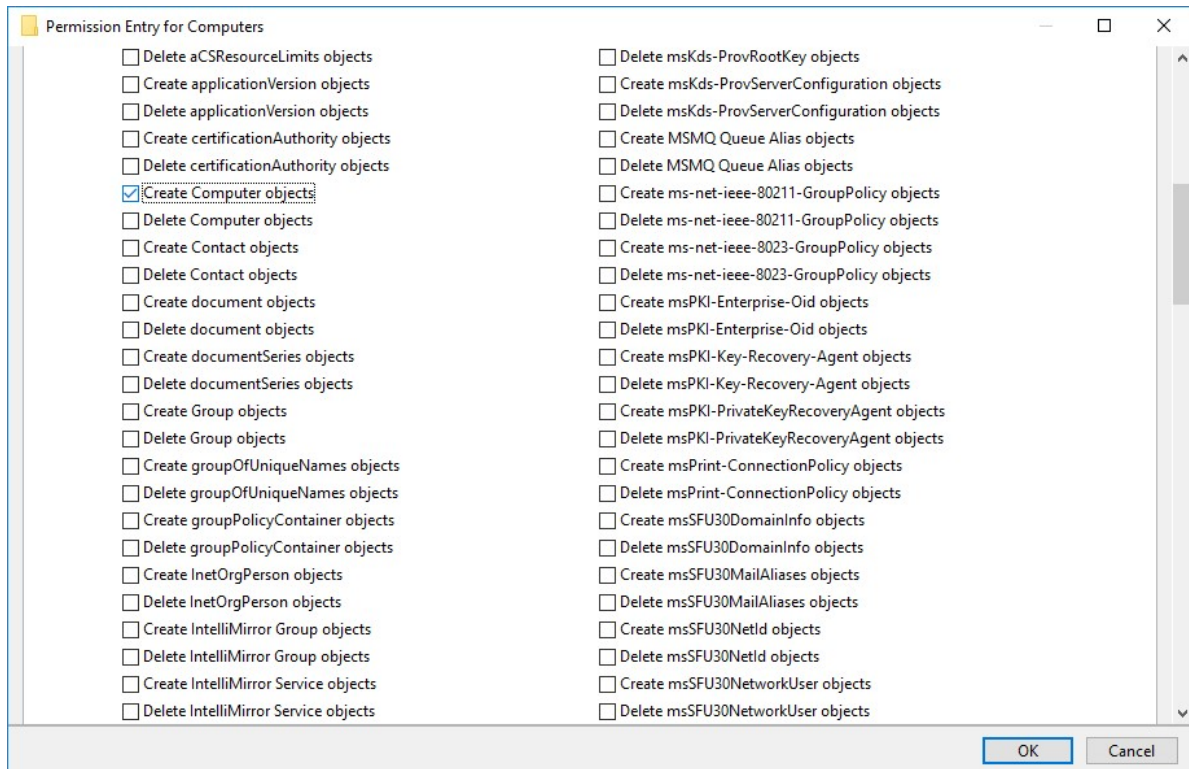 Permission Entry for Computers
Delete aCSResourceLimits objects
Create applicationVersion objects
Delete applicationVersion objects
Create certificationAuthority objects
Delete certificationAuthority objects
Create Computer objects
Delete Computer objects
Create Contact objects
Delete Contact objects
Create document objects
Delete document objects
Create documentSeries objects
Delete documentSeries objects
Create Group objects
Delete Group objects
Create groupOfUniqueNames objects
Delete groupOfUniqueNames objects
Create groupPolicyContainer objects
Delete groupPolicyContainer objects
Create InetOrgPerson objects
Delete InetOrgPerson objects
Create IntelliMirror Group objects
Delete IntelliMirror Group objects
Create IntelliMirror Service objects
Delete IntelliMirror Service objects
Delete msKds-ProvRootKey objects
Create msKds-ProvServerConfiguration objects
Delete msKds-ProvServerConfiguration objects
Create MSMQ Queue Alias objects
Delete MSMQ Queue Alias objects
Create ms-net-ieee-80211-GroupPolicy objects
Delete ms-net-ieee-80211-GroupPolicy objects
Create ms-net-ieee-8023-GroupPolicy objects
Delete ms-net-ieee-8023-GroupPolicy objects
Create msPKI-Enterprise-Oid objects
Delete msPKI-Enterprise-Oid objects
Create msPKI-Key-Recovery-Agent objects
Delete msPKI-Key-Recovery-Agent objects
Create msPKI-PrivateKeyRecoveryAgent objects
Delete msPKI-PrivateKeyRecoveryAgent objects
Create msPrint-ConnectionPolicy objects
Delete msPrint-ConnectionPolicy objects
Create msSFU30DomainInfo objects
Delete msSFU30DomainInfo objects
Create msSFU30MailAliases objects
Delete msSFU30MailAliases objects
Create msSFU30NetId objects
Delete msSFU30NetId objects
Create msSFU30NetworkUser objects
Delete msSFU30NetworkUser objects
OK
Cancel